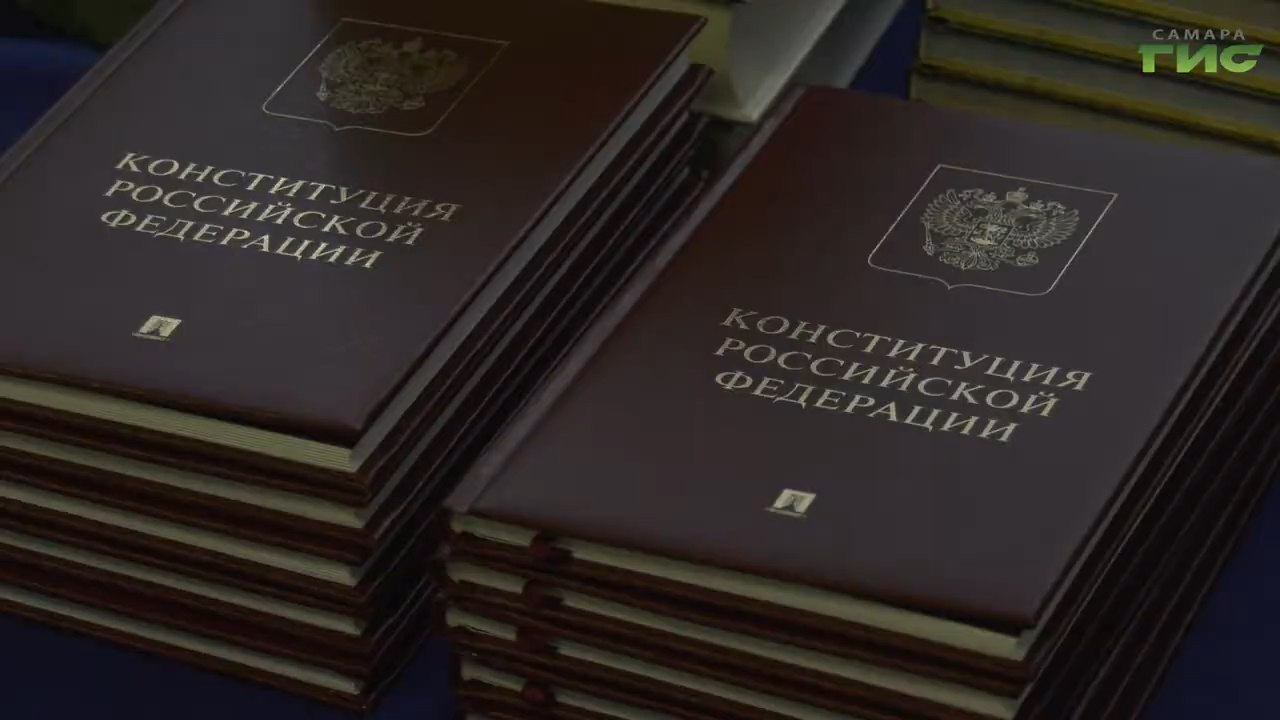 САМАРА
ГИС
КОНСТИТУЦИЯ
РОССИЙСКОЙ
ФЕДЕРАЦИИ
КОНСТИТУЦИЯ
РОССИЙСКОЙ
ФЕДЕРАЦИИ